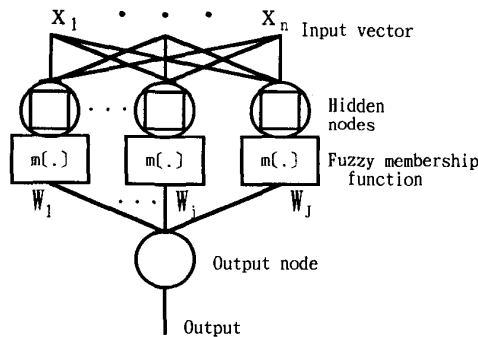 X1 . . . Xn
Input vector
. . .
Hidden
nodes
m(.) m(.) m(.)
Fuzzy membership
function
W1 . . . Wj WJ
Output node
Output